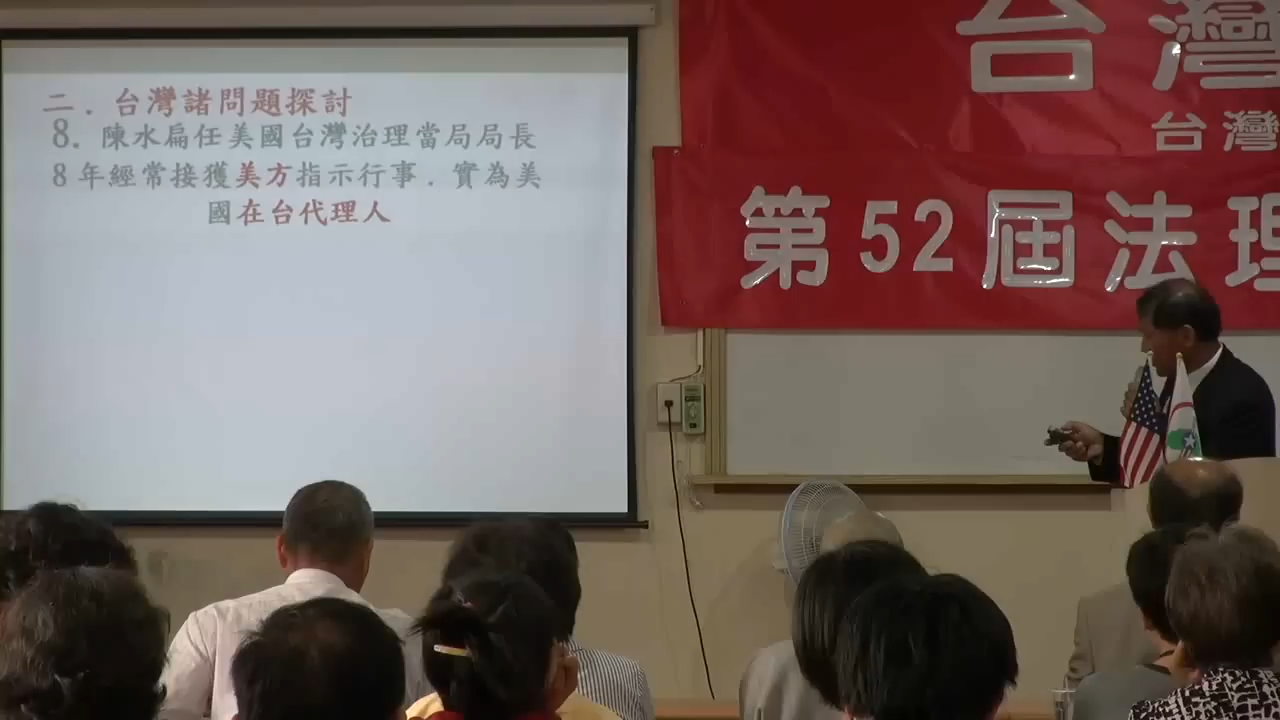 二．台灣諸問題探討
8. 陳水扁任美國台灣治理當局局長
8 年經常接獲美方指示行事．實為美
國在台代理人
台灣
台灣
第52屆法理